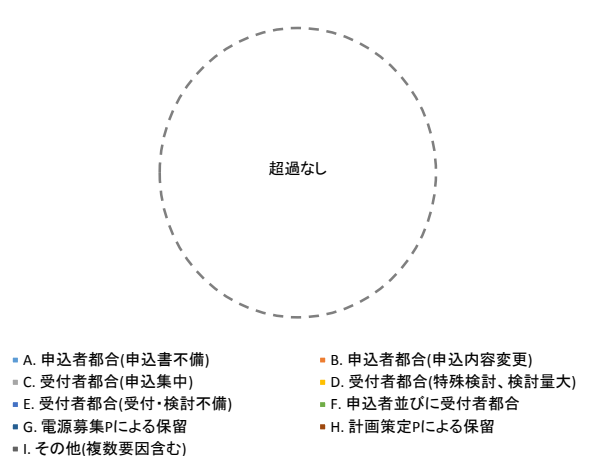 超過なし
A. 申込者都合(申込書不備)
B. 申込者都合(申込内容変更)
C. 受付者都合(申込集中)
D. 受付者都合(特殊検討、検討量大)
E. 受付者都合(受付・検討不備)
F. 申込者並びに受付者都合
G. 電源募集Pによる保留
H. 計画策定Pによる保留
I. その他(複数要因含む)